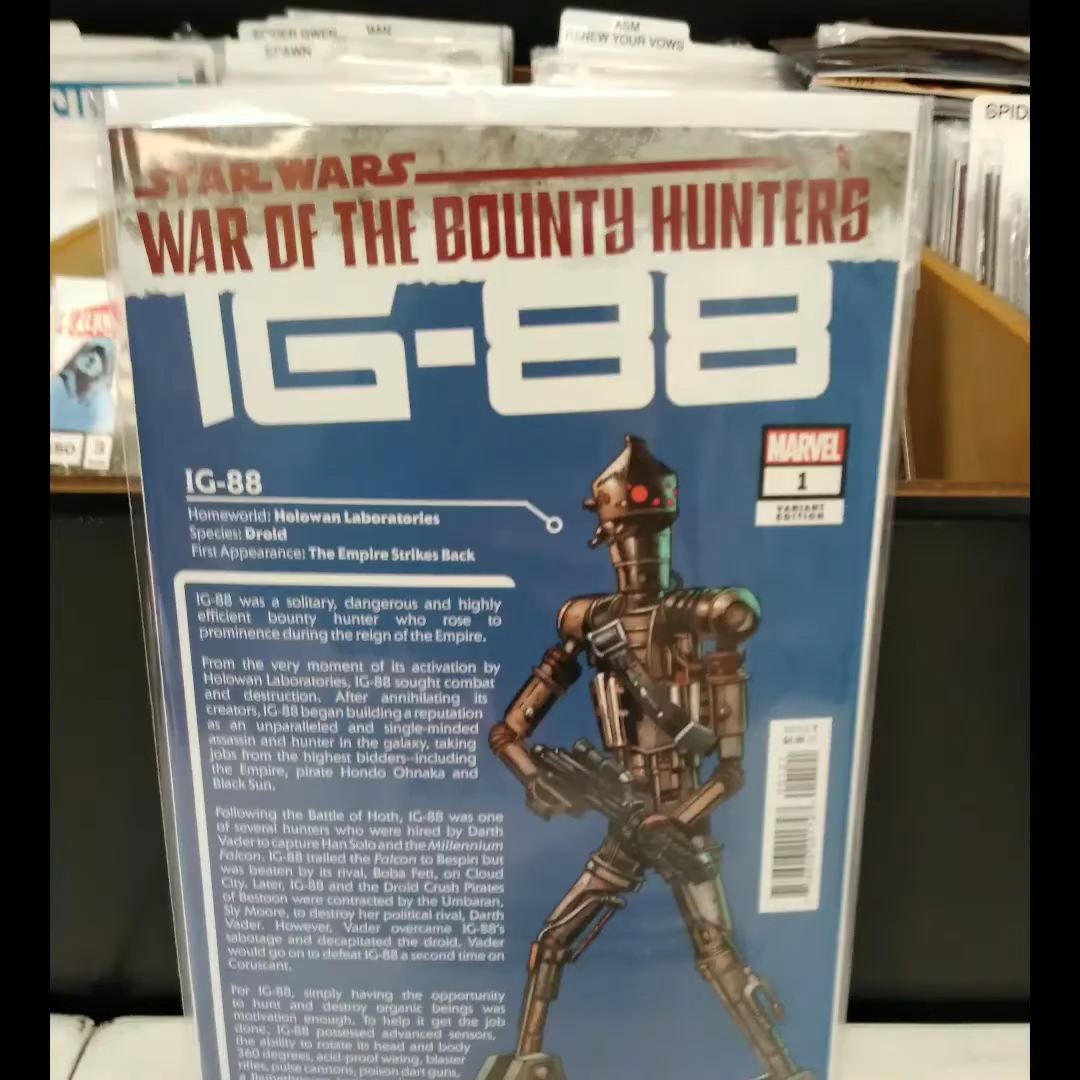 SPIDER GWEN
MAN
SPAWN
ASM
RENEW YOUR VOWS
SPID
STAR WARS
WAR OF THE BOUNTY HUNTERS
IG-88
MARVEL
1
VARIANT
EDITION
3
IG-88
Homeworld: Holowan Laboratories
Species: Droid
First Appearance: The Empire Strikes Back
IG-88 was a solitary, dangerous and highly
efficient bounty hunter who rose to
prominence during the reign of the Empire.
From the very moment of its activation by
Holowan Laboratories, IG-88 sought combat
and destruction. After annihilating its
creators, IG-88 began building a reputation
as an unparalleled and single-minded
assassin and hunter in the galaxy, taking
jobs from the highest bidders–including
the Empire, pirate Hondo Ohnaka and
Black Sun.
Following the Battle of Hoth, IG-88 was one
of several hunters who were hired by Darth
Vader to capture Han Solo and the Millennium
Falcon. IG-88 trailed the Falcon to Bespin but
was beaten by its rival, Boba Fett, on Cloud
City. Later, IG-88 and the Droid Crush Pirates
of Bestoon were contracted by the Umbaran,
Sly Moore, to destroy her political rival, Darth
Vader. However, Vader overcame IG-88's
sabotage and decapitated the droid. Vader
would go on to defeat IG-88 a second time on
Coruscant.
For IG-88, simply having the opportunity
to hunt and destroy organic beings was
motivation enough. To help it get the job
done, IG-88 possessed advanced sensors,
the ability to rotate its head and body
360 degrees, acid-proof wiring, blaster
rifles, pulse cannons, poison dart guns,